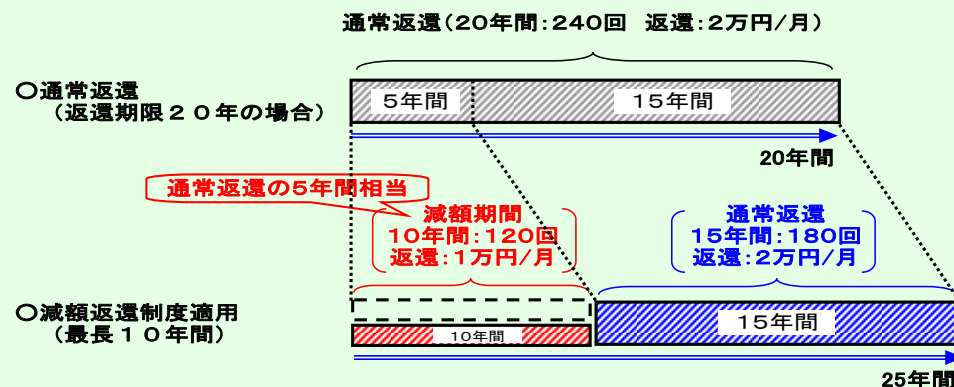 通常返還(20年間:240回 返還:2万円/月)
○通常返還
(返還期限20年の場合)
5年間
15年間
20年間
通常返還の5年間相当
減額期間
10年間:120回
返還:1万円/月
通常返還
15年間:180回
返還:2万円/月
○減額返還制度適用
(最長10年間)
10年間
15年間
25年間